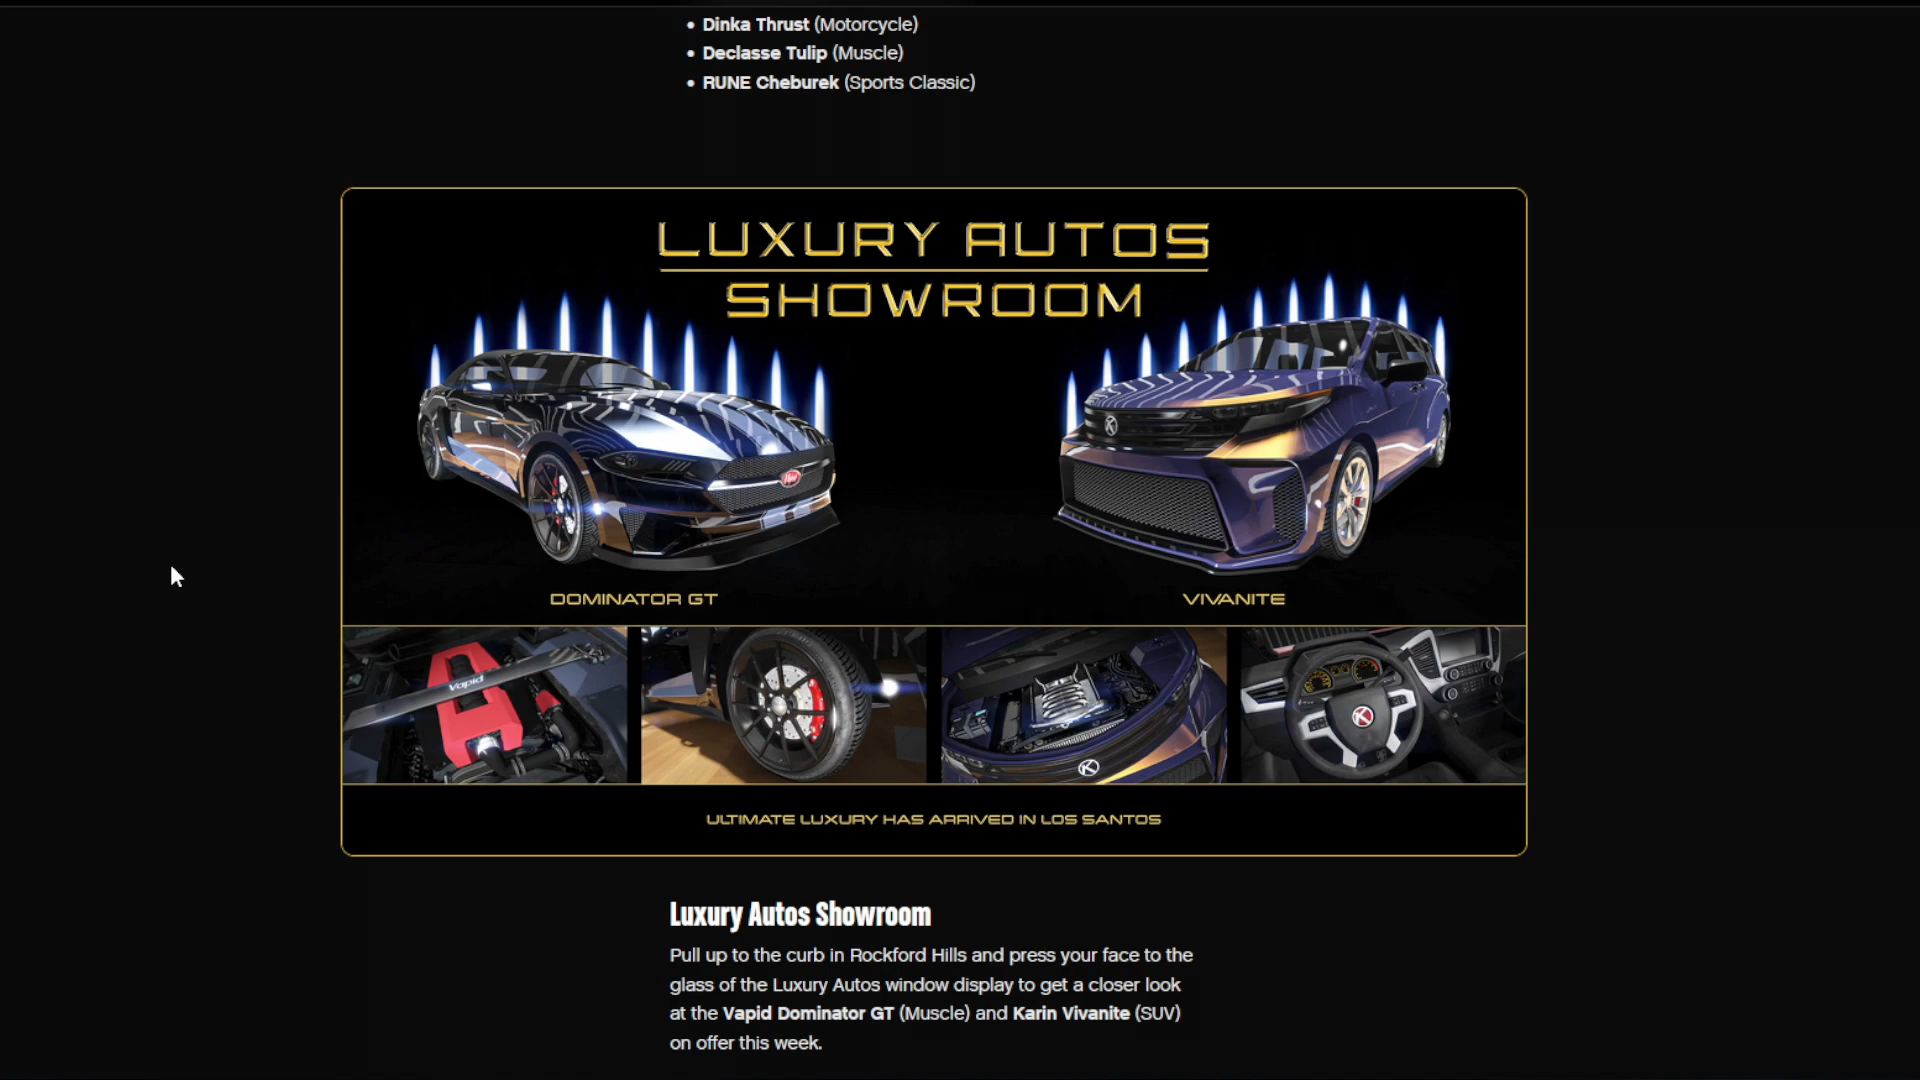 Dinka Thrust (Motorcycle)
Declasse Tulip (Muscle)
RUNE Cheburek (Sports Classic)
LUXURY AUTOS
SHOWROOM
DOMINATOR GT
VIVANITE
Vapid
ULTIMATE LUXURY HAS ARRIVED IN LOS SANTOS
Luxury Autos Showroom
Pull up to the curb in Rockford Hills and press your face to the
glass of the Luxury Autos window display to get a closer look
at the Vapid Dominator GT (Muscle) and Karin Vivanite (SUV)
on offer this week.